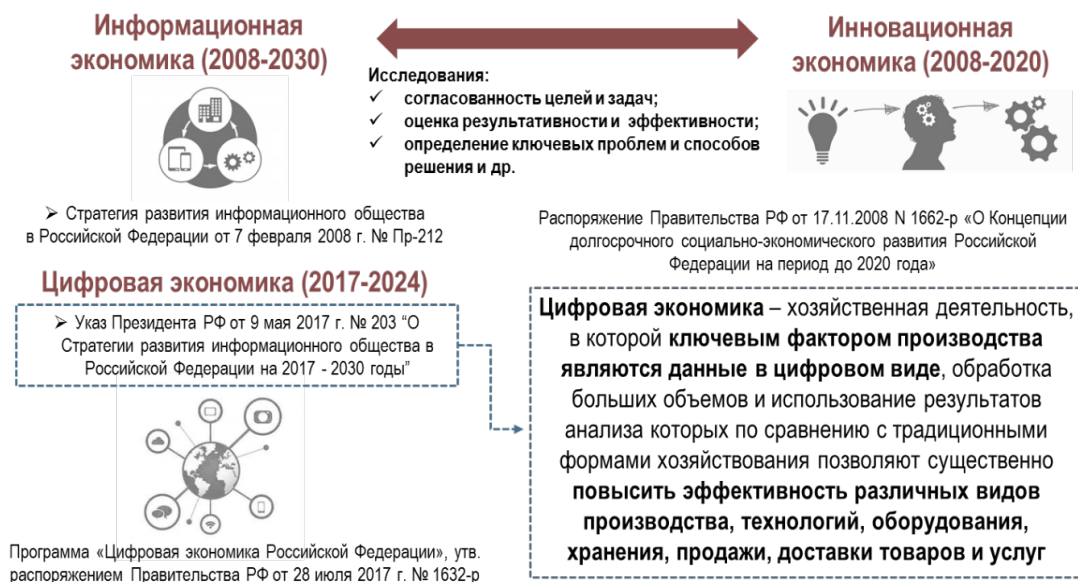 Информационная
экономика (2008-2030)
Инновационная
экономика (2008-2020)
Исследования:
✓ согласованность целей и задач;
✓ оценка результативности и эффективности;
✓ определение ключевых проблем и способов
решения и др.
➢ Стратегия развития информационного общества
в Российской Федерации от 7 февраля 2008 г. № Пр-212
Распоряжение Правительства РФ от 17.11.2008 N 1662-р «О Концепции
долгосрочного социально-экономического развития Российской
Федерации на период до 2020 года»
Цифровая экономика (2017-2024)
➢ Указ Президента РФ от 9 мая 2017 г. № 203 “О
Стратегии развития информационного общества в
Российской Федерации на 2017 - 2030 годы”
Программа «Цифровая экономика Российской Федерации», утв.
распоряжением Правительства РФ от 28 июля 2017 г. № 1632-р
Цифровая экономика – хозяйственная деятельность,
в которой ключевым фактором производства
являются данные в цифровом виде, обработка
больших объемов и использование результатов
анализа которых по сравнению с традиционными
формами хозяйствования позволяют существенно
повысить эффективность различных видов
производства, технологий, оборудования,
хранения, продажи, доставки товаров и услуг